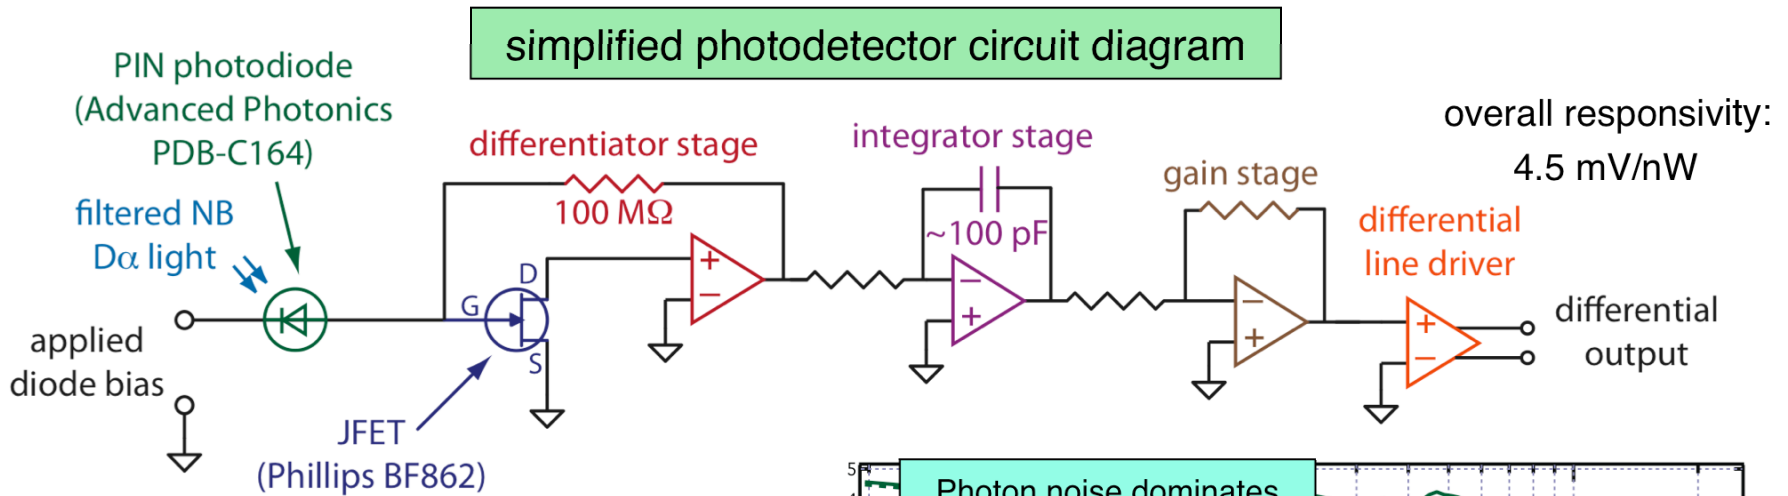 simplified photodetector circuit diagram
PIN photodiode
(Advanced Photonics
PDB-C164)
filtered NB
Dα light
applied
diode bias
G
D
S
JFET
(Phillips BF862)
differentiator stage
100 MΩ
+
−
integrator stage
~100 pF
−
+
gain stage
−
+
overall responsivity:
4.5 mV/nW
differential
line driver
+
−
differential
output
5
Photon noise dominates